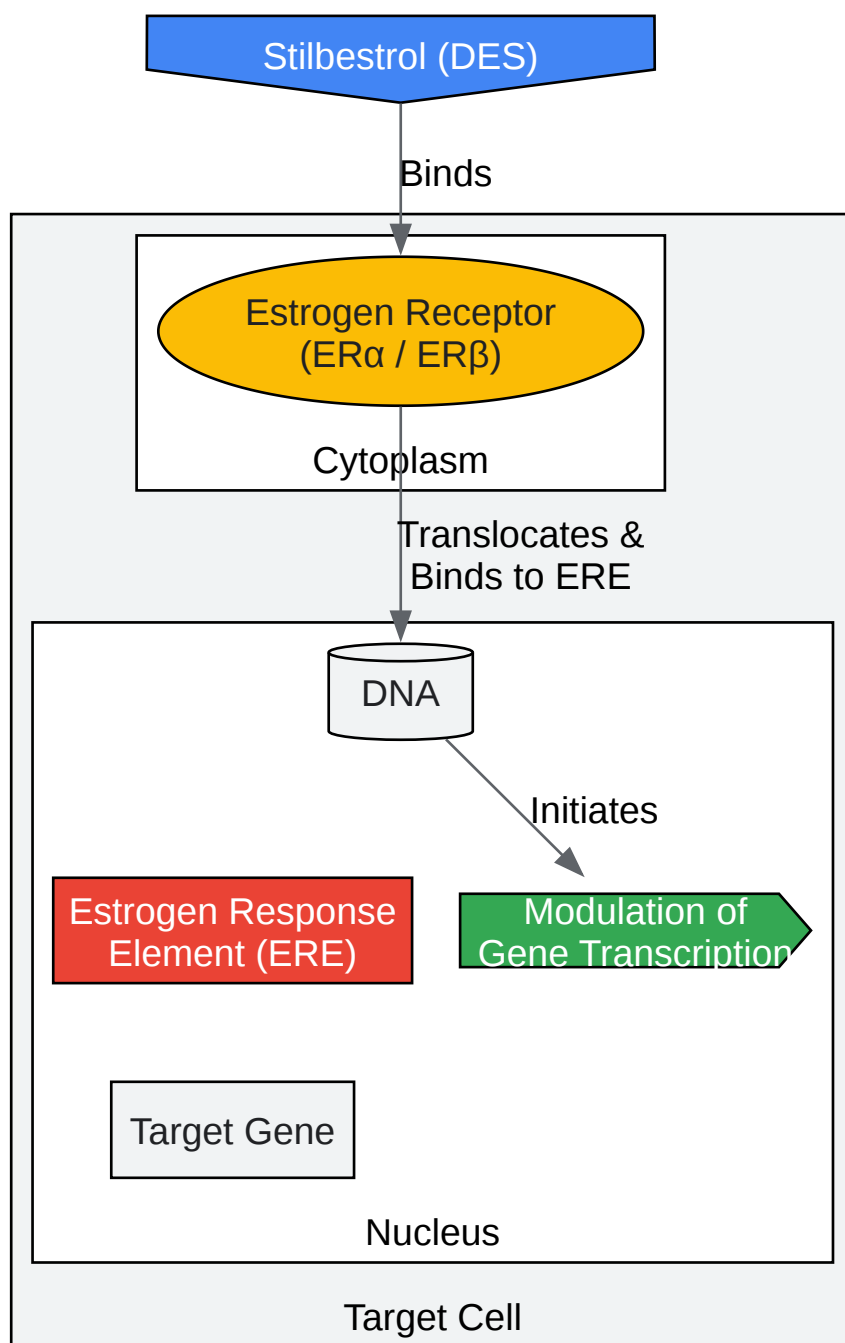 Stilbestrol (DES)
Binds
Estrogen Receptor
(ERα / ERβ)
Cytoplasm
Translocates &
Binds to ERE
DNA
Initiates
Estrogen Response
Element (ERE)
Modulation of
Gene Transcription
Target Gene
Nucleus
Target Cell